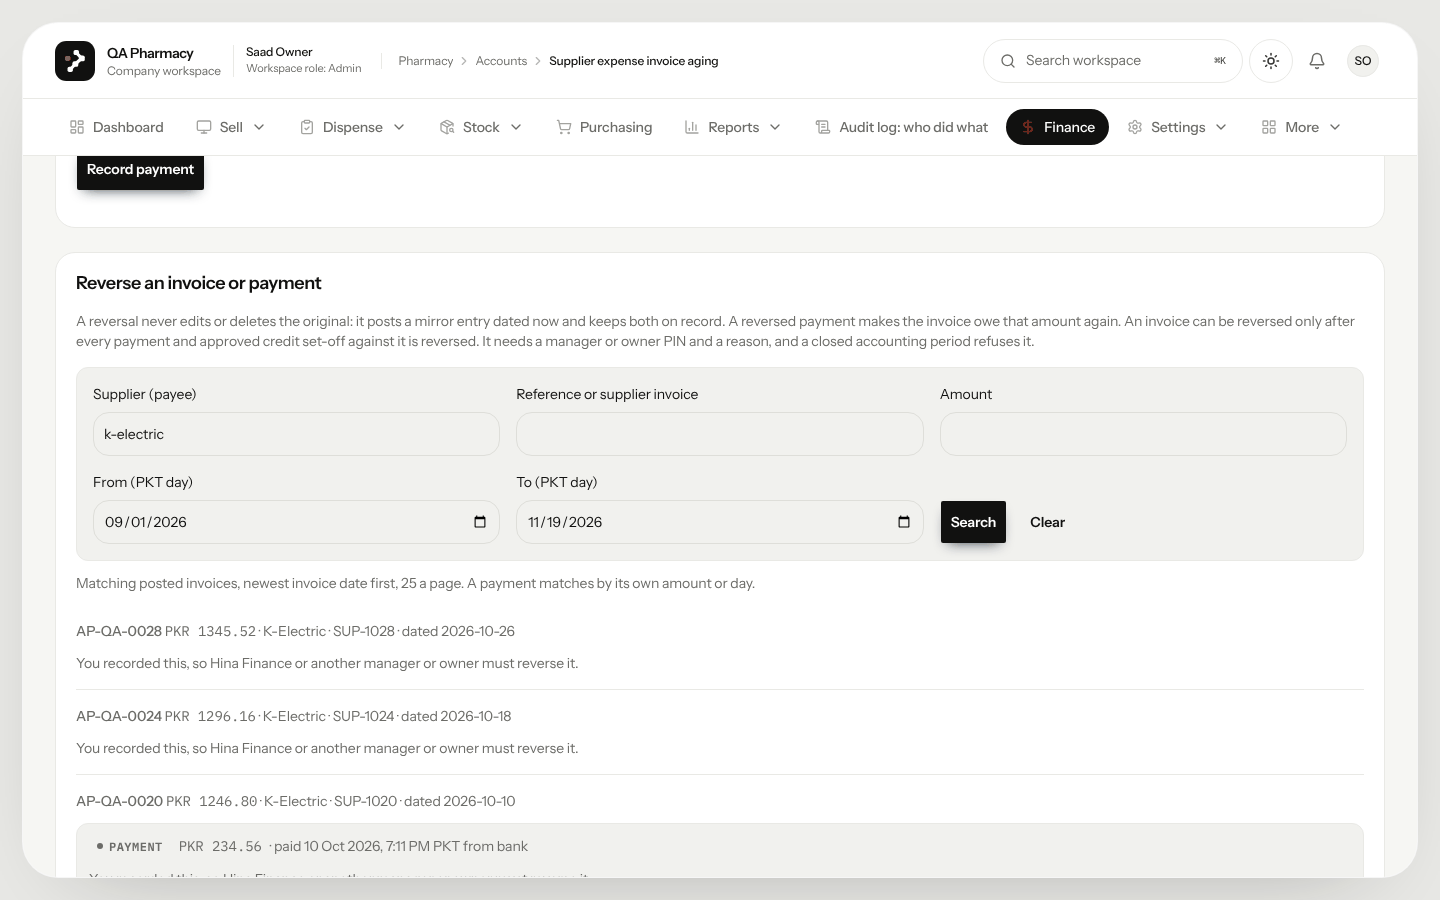 QA Pharmacy
Company workspace
Saad Owner
Workspace role: Admin
Pharmacy > Accounts > Supplier expense invoice aging
Search workspace ⌘K
SO
Dashboard Sell Dispense Stock Purchasing Reports Audit log: who did what Finance Settings More
Record payment
Reverse an invoice or payment
A reversal never edits or deletes the original: it posts a mirror entry dated now and keeps both on record. A reversed payment makes the invoice owe that amount again. An invoice can be reversed only after
every payment and approved credit set-off against it is reversed. It needs a manager or owner PIN and a reason, and a closed accounting period refuses it.
Supplier (payee) Reference or supplier invoice Amount
k-electric
From (PKT day) To (PKT day)
09/01/2026 11/19/2026 Search Clear
Matching posted invoices, newest invoice date first, 25 a page. A payment matches by its own amount or day.
AP-QA-0028 PKR 1345.52 · K-Electric · SUP-1028 · dated 2026-10-26
You recorded this, so Hina Finance or another manager or owner must reverse it.
AP-QA-0024 PKR 1296.16 · K-Electric · SUP-1024 · dated 2026-10-18
You recorded this, so Hina Finance or another manager or owner must reverse it.
AP-QA-0020 PKR 1246.80 · K-Electric · SUP-1020 · dated 2026-10-10
PAYMENT PKR 234.56 · paid 10 Oct 2026, 7:11 PM PKT from bank